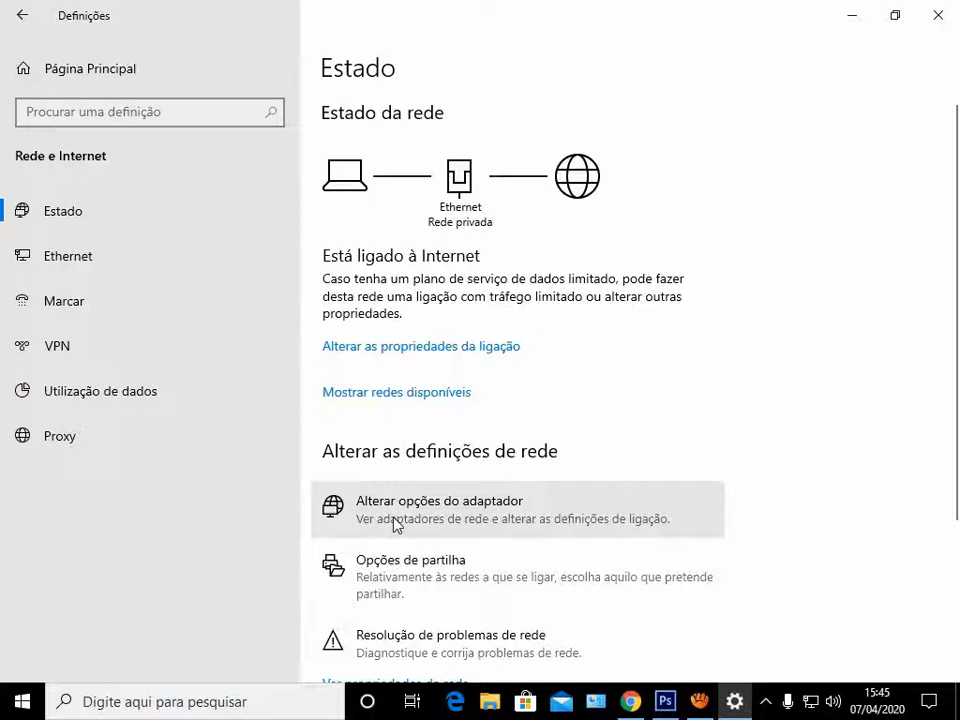 Definições
Página Principal
Procurar uma definição
Rede e Internet
Estado
Ethernet
Marcar
VPN
Utilização de dados
Proxy
Estado
Estado da rede
Ethernet
Rede privada
Está ligado à Internet
Caso tenha um plano de serviço de dados limitado, pode fazer
desta rede uma ligação com tráfego limitado ou alterar outras
propriedades.
Alterar as propriedades da ligação
Mostrar redes disponíveis
Alterar as definições de rede
Alterar opções do adaptador
Ver adaptadores de rede e alterar as definições de ligação.
Opções de partilha
Relativamente às redes a que se ligar, escolha aquilo que pretende
partilhar.
Resolução de problemas de rede
Diagnostique e corrija problemas de rede.
Ver propriedades da rede
Digite aqui para pesquisar
Ps
15:45
07/04/2020